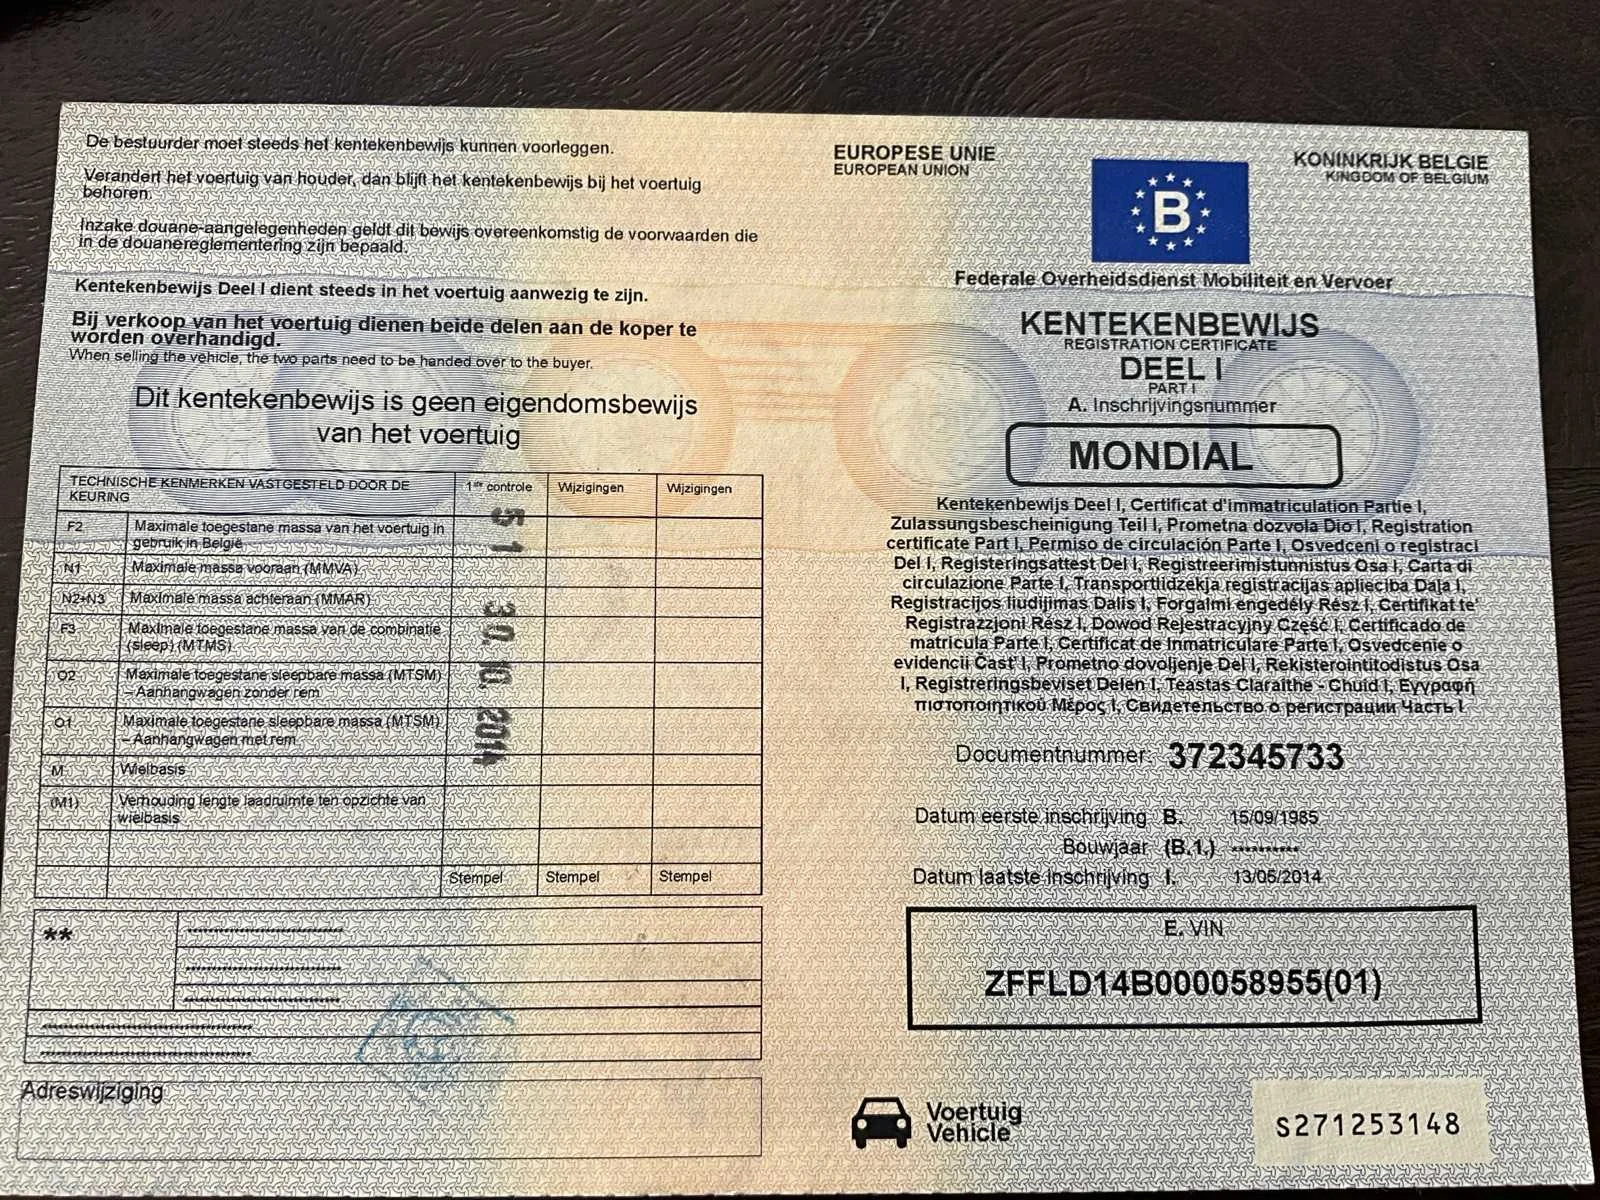 De bestuurder moet steeds het kentekenbewijs kunnen voorleggen.
Verandert het voertuig van houder, dan blijft het kentekenbewijs bij het voertuig
behoren.
Inzake douane-aangelegenheden geldt dit bewijs overeenkomstig de voorwaarden die
in de douanereglementering zijn bepaald.
Kentekenbewijs Deel I dient steeds in het voertuig aanwezig te zijn.
Bij verkoop van het voertuig dienen beide delen aan de koper te
worden overhandigd.
When selling the vehicle, the two parts need to be handed over to the buyer.
Dit kentekenbewijs is geen eigendomsbewijs
van het voertuig
TECHNISCHE KENMERKEN VASTGESTELD DOOR DE
KEURING
1ste controle
Wijzigingen
Wijzigingen
F2 Maximale toegestane massa van het voertuig in
gebruik in België
N1 Maximale massa vooraan (MMVA)
N2+N3 Maximale massa achteraan (MMAR)
F3 Maximale toegestane massa van de combinatie
(sleep) (MTMS)
O2 Maximale toegestane sleepbare massa (MTSM)
– Aanhangwagen zonder rem
O1 Maximale toegestane sleepbare massa (MTSM)
– Aanhangwagen met rem
M Wielbasis
(M1) Verhouding lengte laadruimte ten opzichte van
wielbasis
51
30. 10. 2014
Stempel
Stempel
Stempel
**
Adreswijziging
EUROPESE UNIE
EUROPEAN UNION
B
KONINKRIJK BELGIE
KINGDOM OF BELGIUM
Federale Overheidsdienst Mobiliteit en Vervoer
KENTEKENBEWIJS
REGISTRATION CERTIFICATE
DEEL I
PART I
A. Inschrijvingsnummer
MONDIAL
Kentekenbewijs Deel I, Certificat d'immatriculation Partie I,
Zulassungsbescheinigung Teil I, Prometna dozvola Dio I, Registration
certificate Part I, Permiso de circulación Parte I, Osvedceni o registraci
Del I, Registeringsattest Del I, Registreerimistunnistus Osa I, Carta di
circulazione Parte I, Transportlidzekja registracijas aplieciba Daļa I,
Registracijos liudijimas Dalis I, Forgalmi engedély Rész I, Certifikat te'
Registrazzjoni Rész I, Dowód Rejestracyjny Część I, Certificado de
matricula Parte I, Certificat de Inmatriculare Parte I, Osvedcenie o
evidencii Časť I, Prometno dovoljenje Del I, Rekisterointitodistus Osa
I, Registreringsbeviset Delen I, Teastas Claraithe - Chuid I, Εγγραφή
πιστοποιητικού Μέρος I, Свидетельство о регистрации Часть I
Documentnummer: 372345733
Datum eerste inschrijving B. 15/09/1985
Bouwjaar (B.1.) **********
Datum laatste inschrijving I. 13/05/2014
E. VIN
ZFFLD14B000058955(01)
Voertuig
Vehicle
S271253148